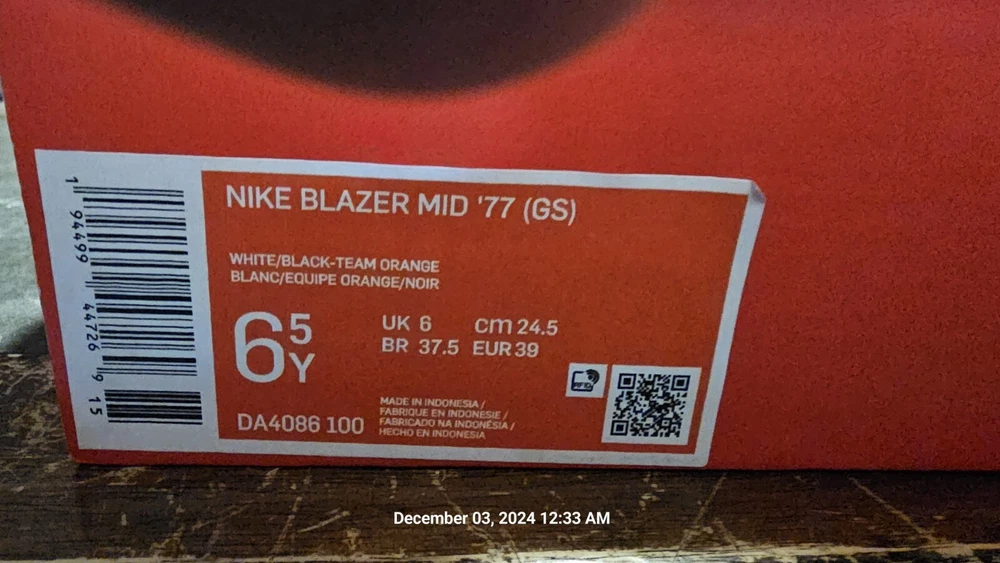 NIKE BLAZER MID '77 (GS)
WHITE/BLACK-TEAM ORANGE
BLANC/EQUIPE ORANGE/NOIR
6 5 Y
UK 6 cm 24.5
BR 37.5 EUR 39
DA4086 100
MADE IN INDONESIA /
FABRIQUE EN INDONESIE /
FABRICADO NA INDONÉSIA /
HECHO EN INDONESIA
1 94499 44726 9 15
December 03, 2024 12:33 AM